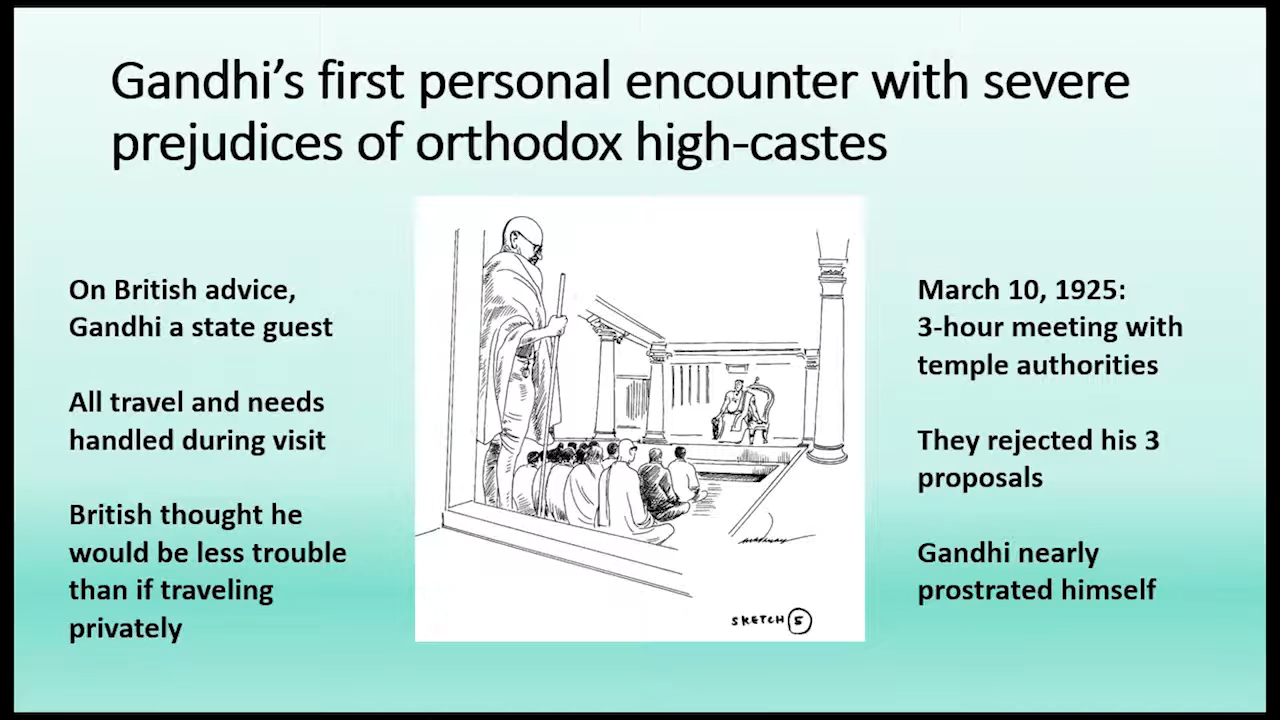 Gandhi’s first personal encounter with severe
prejudices of orthodox high-castes
On British advice,
Gandhi a state guest
All travel and needs
handled during visit
British thought he
would be less trouble
than if traveling
privately
SKETCH 5
March 10, 1925:
3-hour meeting with
temple authorities
They rejected his 3
proposals
Gandhi nearly
prostrated himself